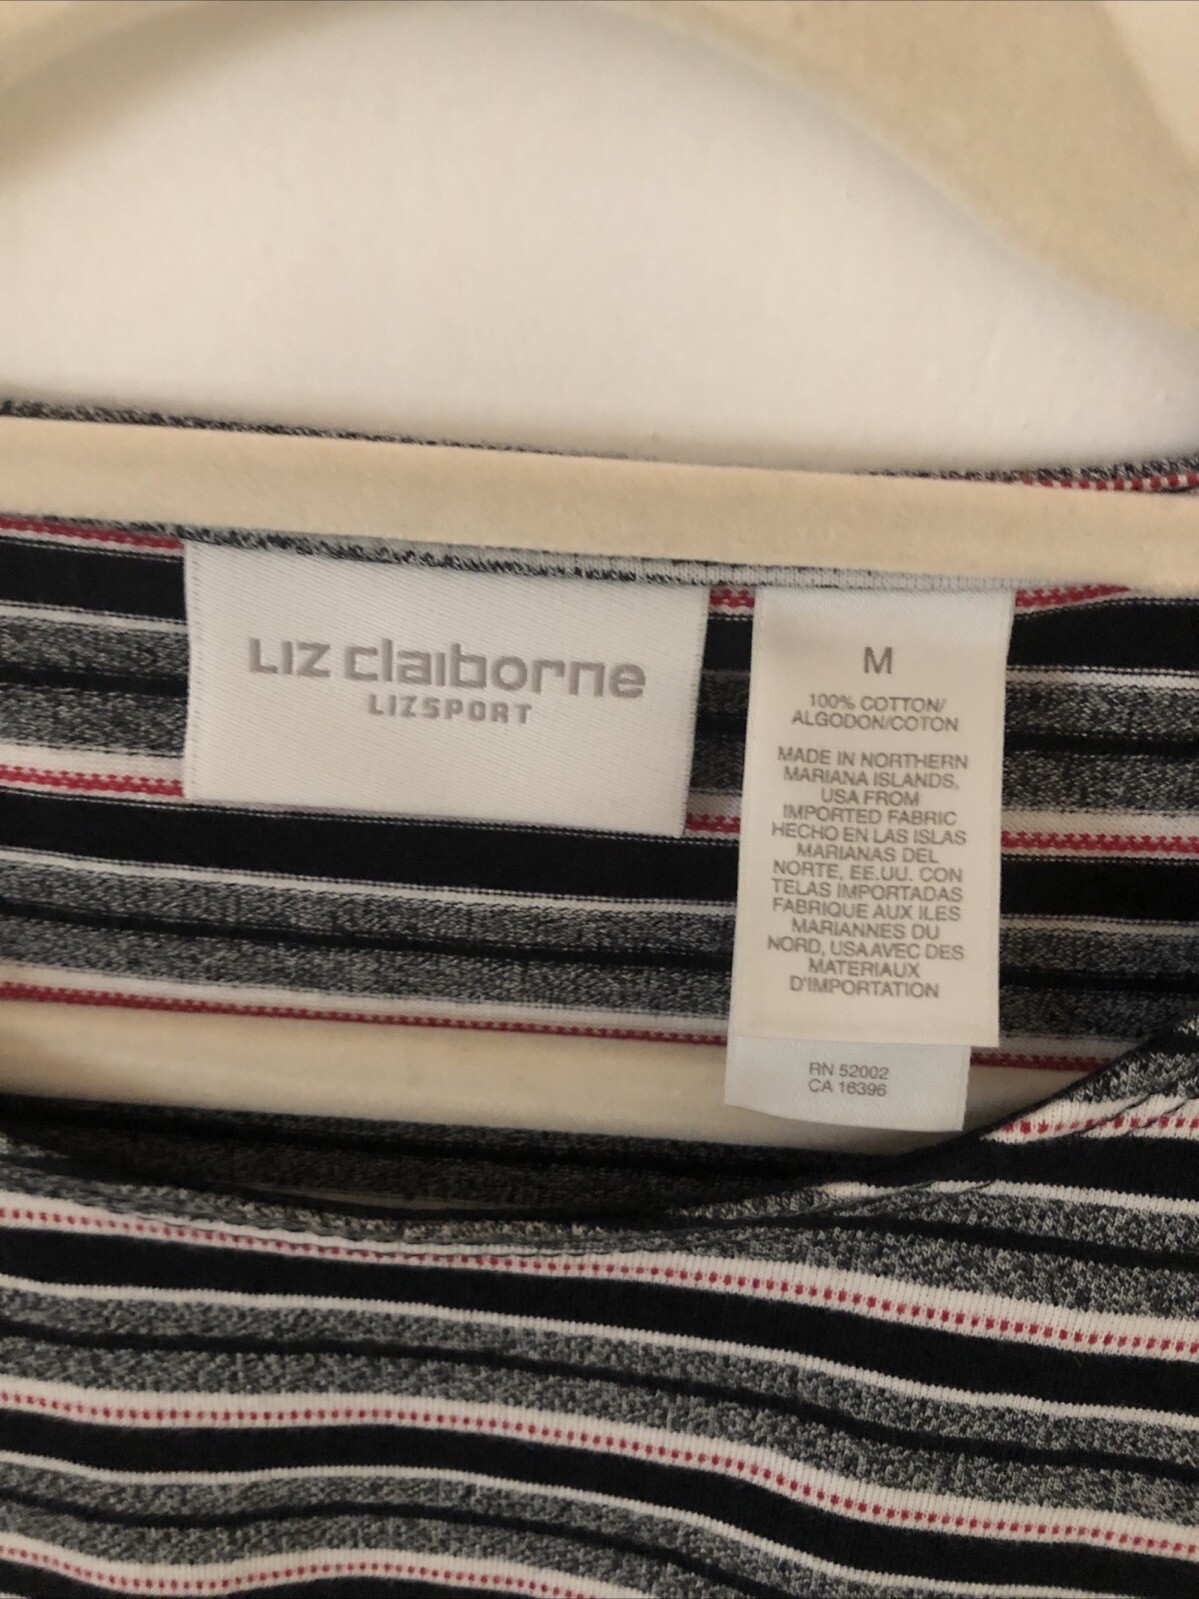 LIZ claiborne
LIZSPORT
M
100% COTTON/
ALGODON/COTON
MADE IN NORTHERN
MARIANA ISLANDS,
USA FROM
IMPORTED FABRIC
HECHO EN LAS ISLAS
MARIANAS DEL
NORTE, EE.UU. CON
TELAS IMPORTADAS
FABRIQUE AUX ILES
MARIANNES DU
NORD, USA AVEC DES
MATERIAUX
D'IMPORTATION
RN 52002
CA 16396